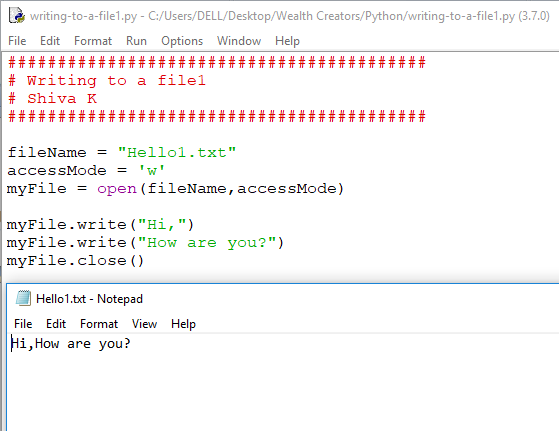 writing-to-a-file1.py - C:/Users/DELL/Desktop/Wealth Creators/Python/writing-to-a-file1.py (3.7.0)
File Edit Format Run Options Window Help
##########################################
# Writing to a file1
# Shiva K
##########################################
fileName = "Hello1.txt"
accessMode = 'w'
myFile = open(fileName,accessMode)
myFile.write("Hi,")
myFile.write("How are you?")
myFile.close()
Hello1.txt - Notepad
File Edit Format View Help
Hi,How are you?